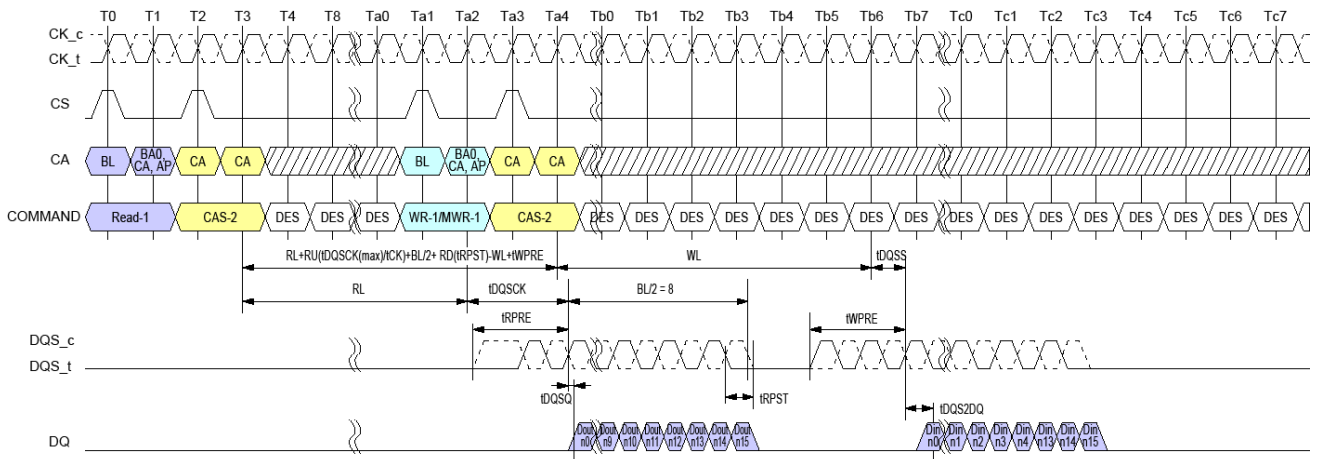 T0 T1 T2 T3 T4 T8 Ta0 Ta1 Ta2 Ta3 Ta4 Tb0 Tb1 Tb2 Tb3 Tb4 Tb5 Tb6 Tb7 Tc0 Tc1 Tc2 Tc3 Tc4 Tc5 Tc6 Tc7
CK_c
CK_t
CS
CA BL BA0, CA, AP CA CA BL BA0, CA, AP CA CA
COMMAND Read-1 CAS-2 DES DES DES WR-1/MWR-1 CAS-2 DES DES DES DES DES DES DES DES DES DES DES DES DES DES DES DES
RL+RU(tDQSCK(max)/tCK)+BL/2+ RD(tRPST)-WL+tWPRE WL tDQSS
RL tDQSCK BL/2 = 8
tRPRE tWPRE
DQS_c
DQS_t
tDQSQ tRPST
tDQS2DQ
DQ Dout n0 Dout n9 Dout n10 Dout n11 Dout n12 Dout n13 Dout n14 Dout n15 Din n0 Din n1 Din n2 Din n3 Din n4 Din n13 Din n14 Din n15